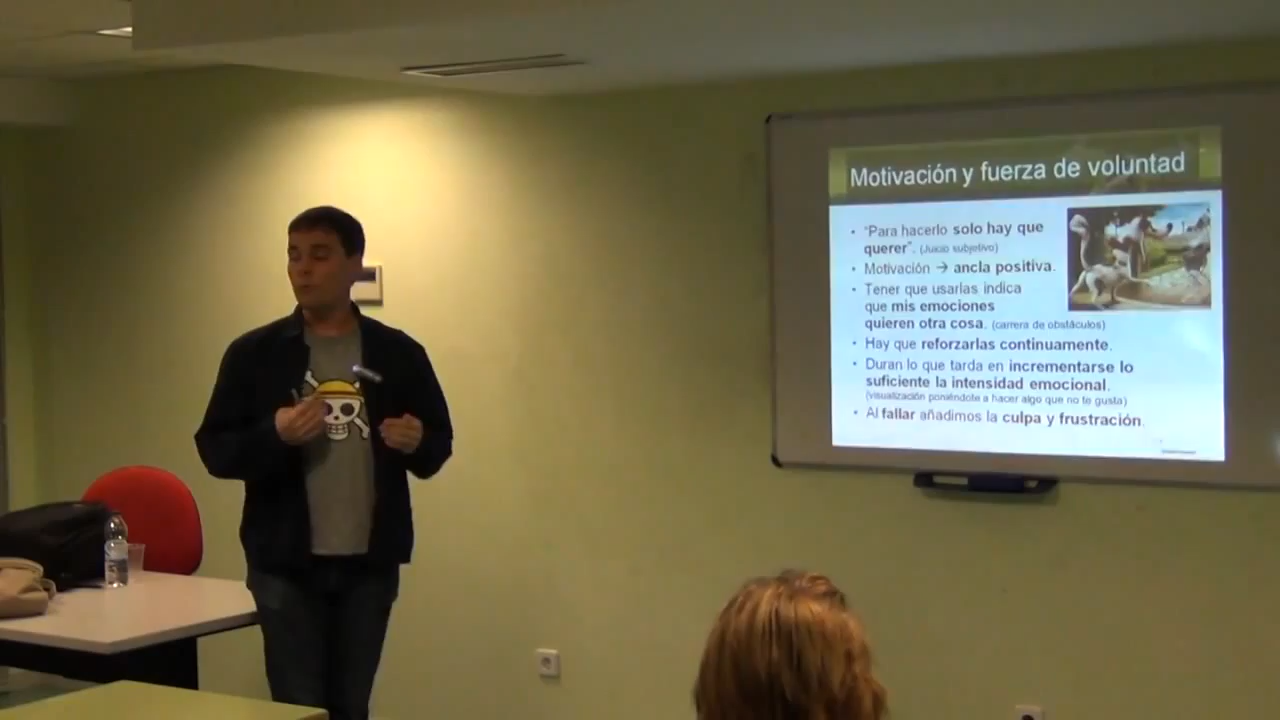 Motivación y fuerza de voluntad
• "Para hacerlo solo hay que
querer". (Juicio subjetivo)
• Motivación → ancla positiva.
• Tener que usarlas indica
que mis emociones
quieren otra cosa. (carrera de obstáculos)
• Hay que reforzarlas continuamente.
• Duran lo que tarda en incrementarse lo
suficiente la intensidad emocional.
(visualización poniéndote a hacer algo que no te gusta)
• Al fallar añadimos la culpa y frustración.